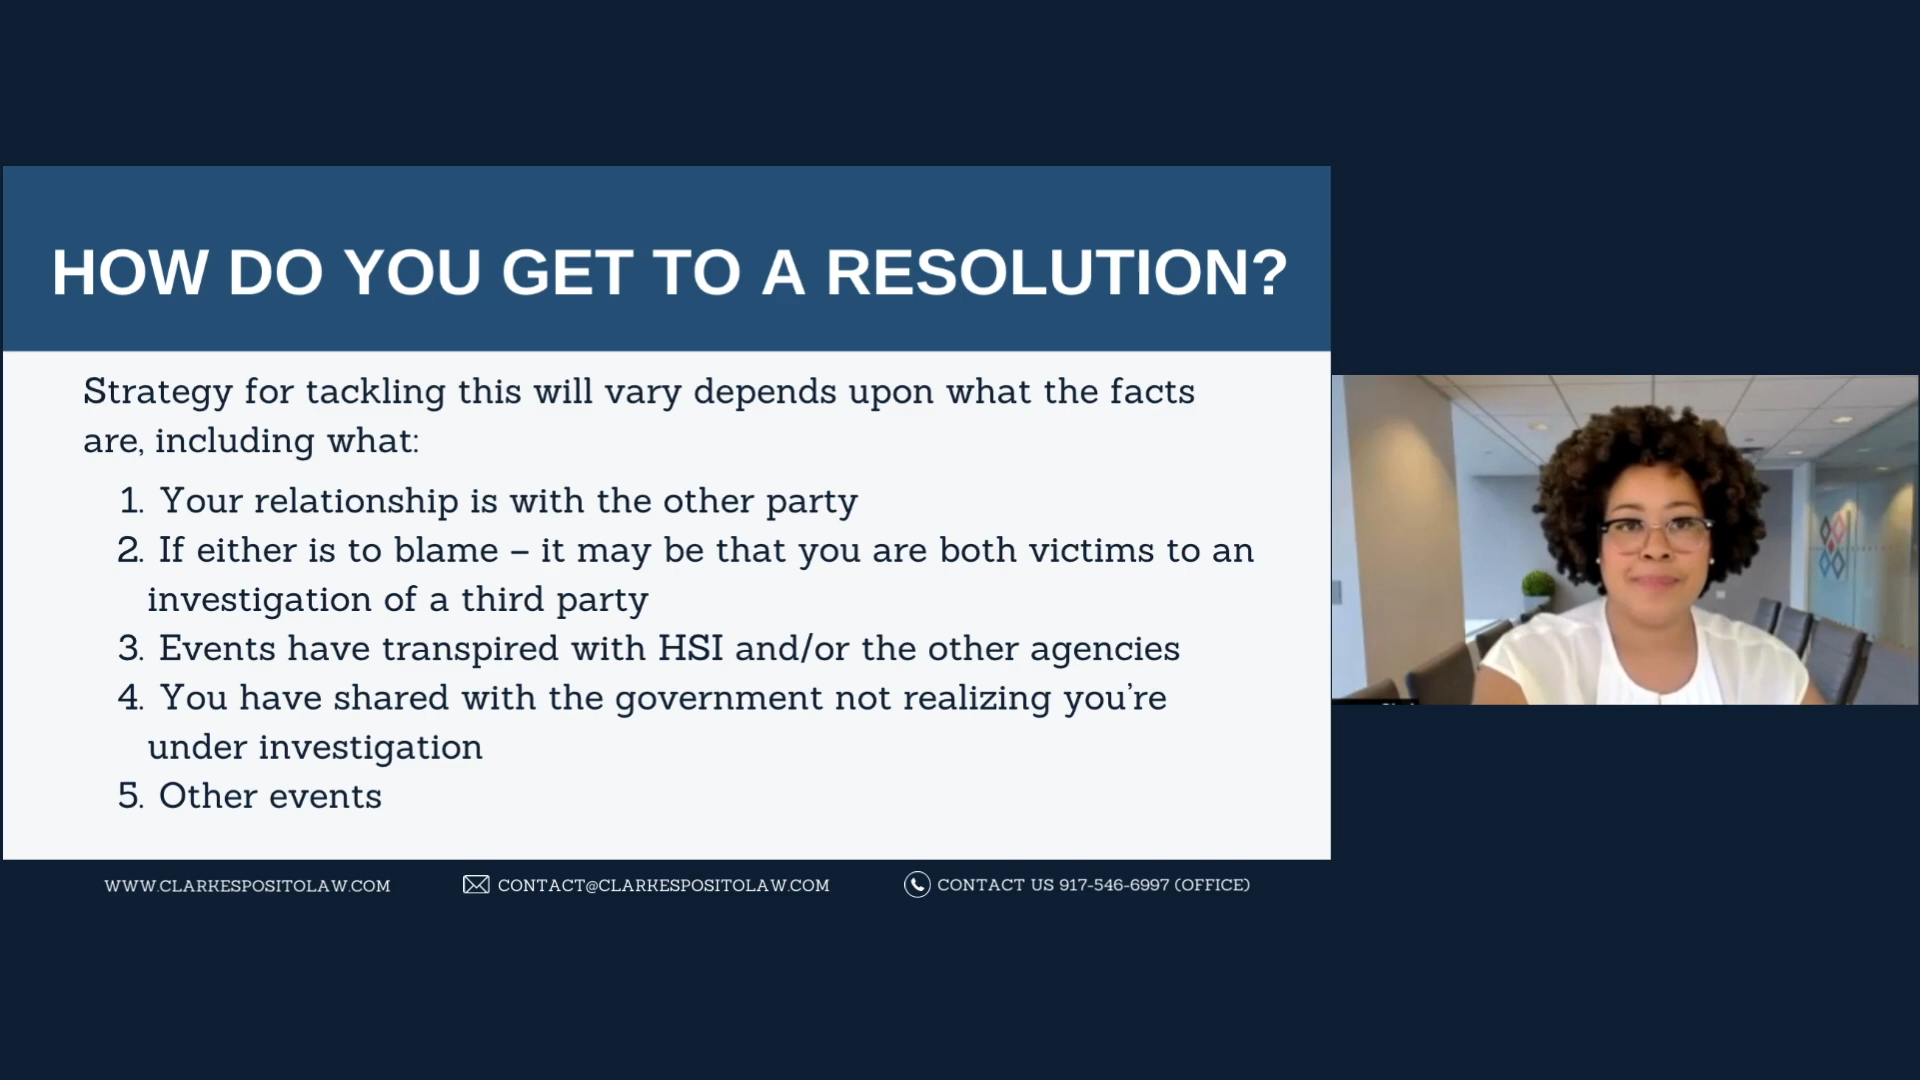 HOW DO YOU GET TO A RESOLUTION?
Strategy for tackling this will vary depends upon what the facts
are, including what:
1. Your relationship is with the other party
2. If either is to blame – it may be that you are both victims to an
investigation of a third party
3. Events have transpired with HSI and/or the other agencies
4. You have shared with the government not realizing you're
under investigation
5. Other events
WWW.CLARKESPOSITOLAW.COM
CONTACT@CLARKESPOSITOLAW.COM
CONTACT US 917-546-6997 (OFFICE)